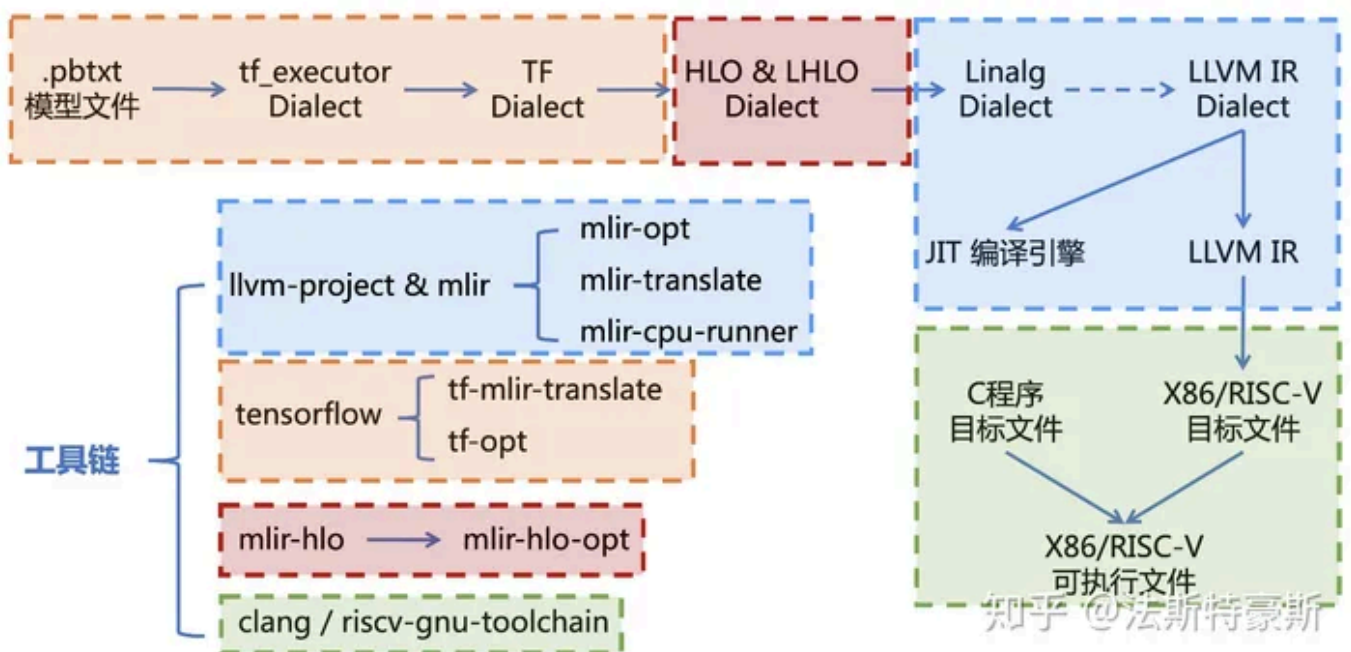 .pbtxt
模型文件
tf_executor
Dialect
TF
Dialect
HLO & LHLO
Dialect
Linalg
Dialect
LLVM IR
Dialect
JIT 编译引擎
LLVM IR
C程序
目标文件
X86/RISC-V
目标文件
X86/RISC-V
可执行文件
工具链
llvm-project & mlir
mlir-opt
mlir-translate
mlir-cpu-runner
tensorflow
tf-mlir-translate
tf-opt
mlir-hlo
mlir-hlo-opt
clang / riscv-gnu-toolchain
知乎 @法斯特豪斯